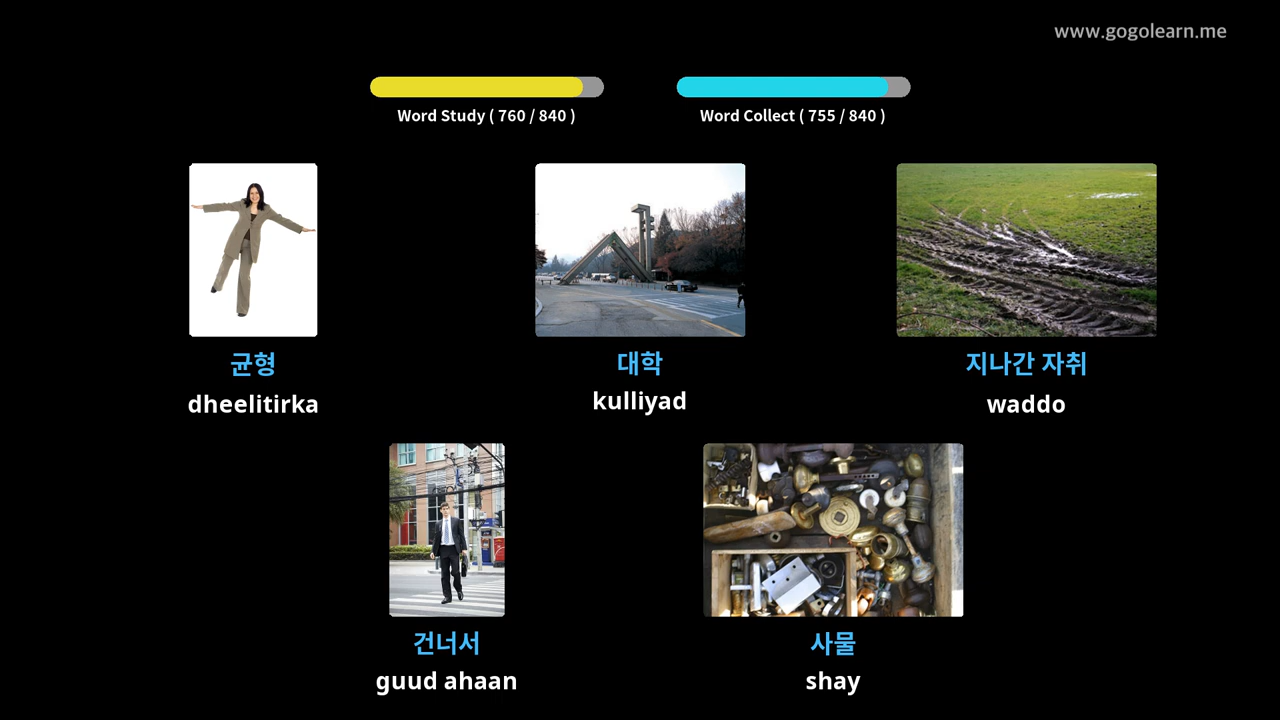 www.gogolearn.me
Word Study ( 760 / 840 )
Word Collect ( 755 / 840 )
균형
dheelitirka
대학
kulliyad
지나간 자취
waddo
건너서
guud ahaan
사물
shay